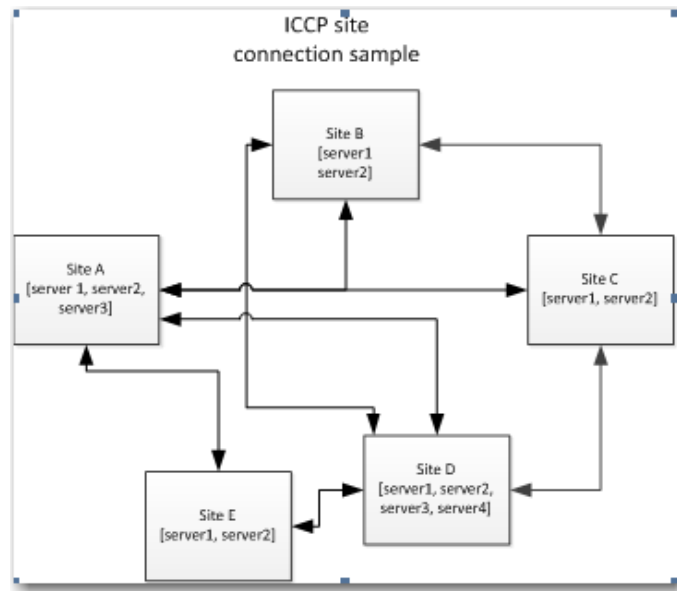 ICCP site
connection sample
Site B
[server1
server2]
Site A
[server 1, server2,
server3]
Site C
[server1, server2]
Site D
[server1, server2,
server3, server4]
Site E
[server1, server2]